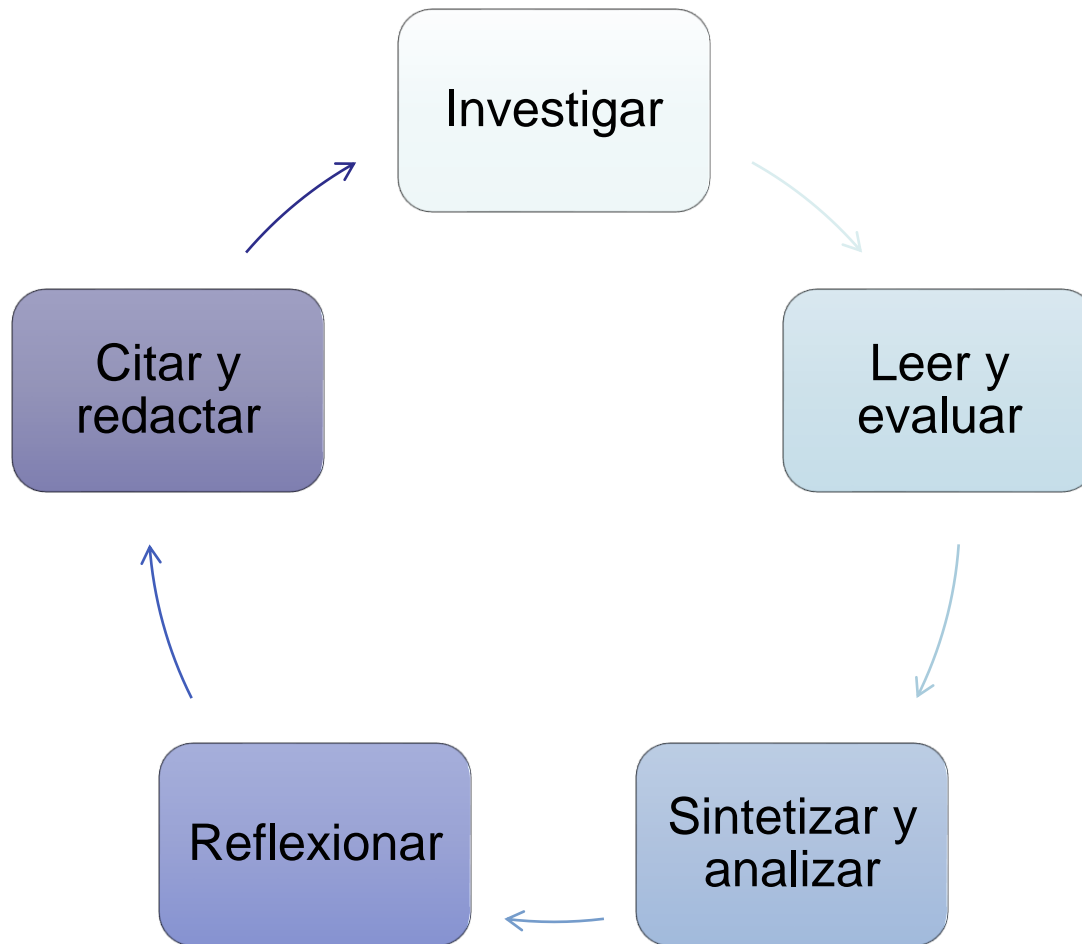 Investigar
Leer y
evaluar
Sintetizar y
analizar
Reflexionar
Citar y
redactar